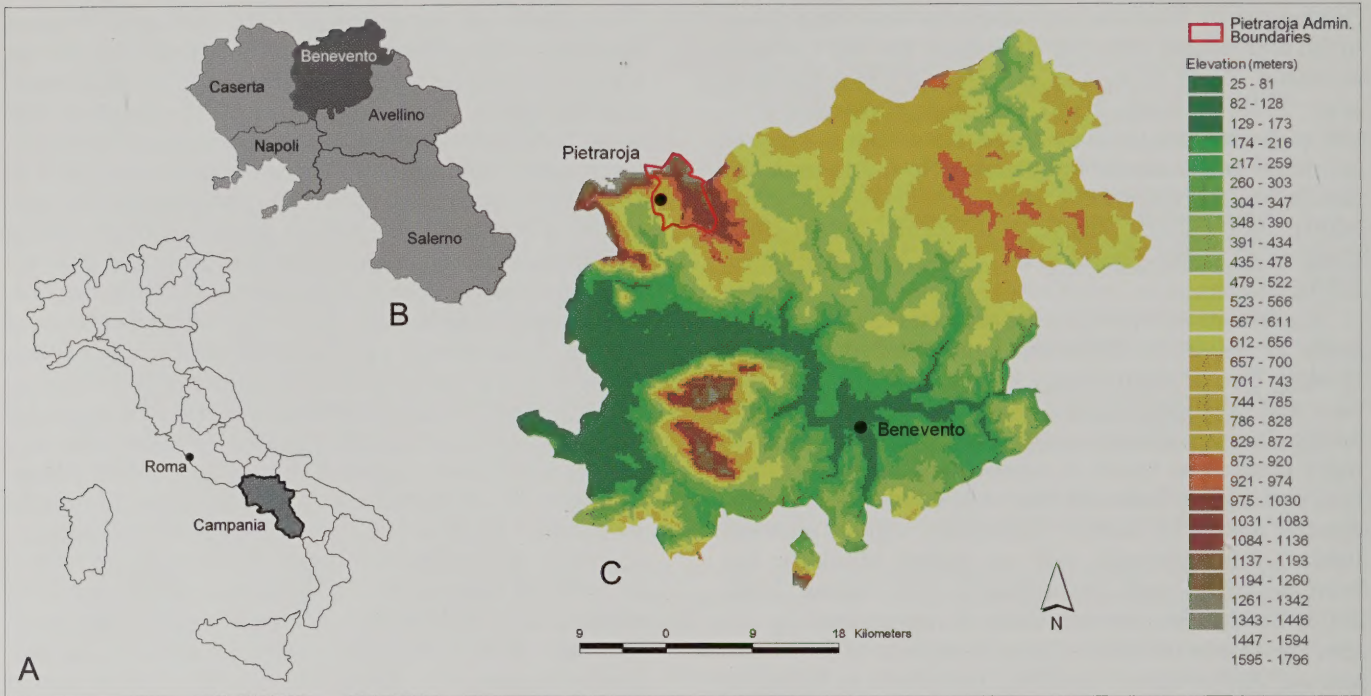 Benevento
Caserta
Avellino
Napoli
Salerno
B
Roma
Campania
A
Pietraroja
Benevento
C
N
9 0 9 18 Kilometers
Pietraroja Admin.
Boundaries
Elevation (meters)
25 - 81
82 - 128
129 - 173
174 - 216
217 - 259
260 - 303
304 - 347
348 - 390
391 - 434
435 - 478
479 - 522
523 - 566
567 - 611
612 - 656
657 - 700
701 - 743
744 - 785
786 - 828
829 - 872
873 - 920
921 - 974
975 - 1030
1031 - 1083
1084 - 1136
1137 - 1193
1194 - 1260
1261 - 1342
1343 - 1446
1447 - 1594
1595 - 1796